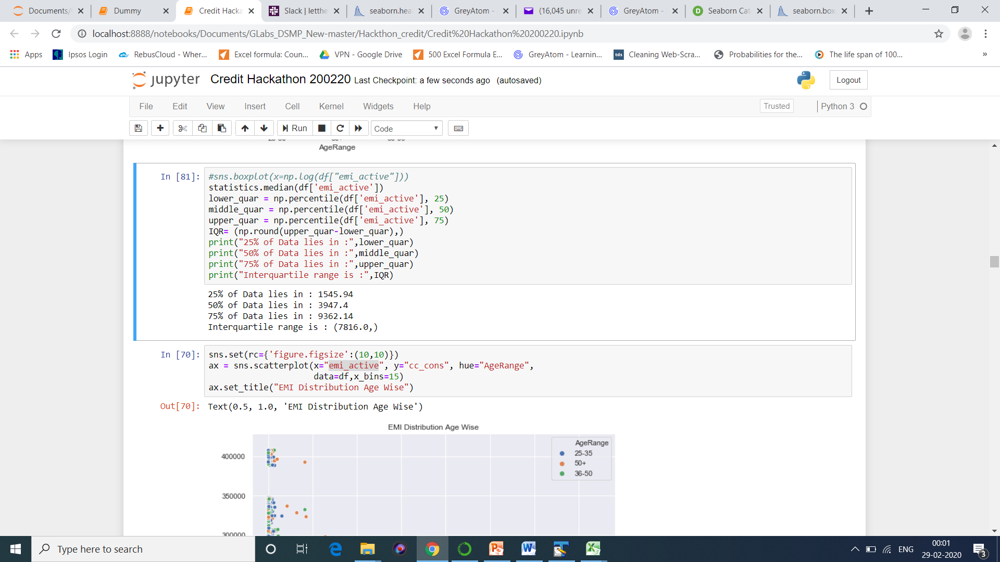 Documents/
Dummy
Credit Hacka
Slack | letthe
seaborn.hea
GreyAtom -
(16,045 unre
GreyAtom -
Seaborn Cat
seaborn.box
localhost:8888/notebooks/Documents/GLabs_DSMP_New-master/Hackthon_credit/Credit%20Hackathon%20200220.ipynb
Apps
Ipsos Login
RebusCloud - Wher...
Excel formula: Coun...
VPN - Google Drive
500 Excel Formula E...
GreyAtom - Learnin...
tds
Cleaning Web-Scra...
Probabilities for the...
The life span of 100...
»
jupyter
Credit Hackathon 200220 Last Checkpoint: a few seconds ago (autosaved)
Logout
File Edit View Insert Cell Kernel Widgets Help
Trusted
Python 3
Run
Code
AgeRange
In [81]:
#sns.boxplot(x=np.log(df["emi_active"]))
statistics.median(df['emi_active'])
lower_quar = np.percentile(df['emi_active'], 25)
middle_quar = np.percentile(df['emi_active'], 50)
upper_quar = np.percentile(df['emi_active'], 75)
IQR= (np.round(upper_quar-lower_quar),)
print("25% of Data lies in :",lower_quar)
print("50% of Data lies in :",middle_quar)
print("75% of Data lies in :",upper_quar)
print("Interquartile range is :",IQR)
25% of Data lies in : 1545.94
50% of Data lies in : 3947.4
75% of Data lies in : 9362.14
Interquartile range is : (7816.0,)
In [70]:
sns.set(rc={'figure.figsize':(10,10)})
ax = sns.scatterplot(x="emi_active", y="cc_cons", hue="AgeRange",
data=df,x_bins=15)
ax.set_title("EMI Distribution Age Wise")
Out[70]: Text(0.5, 1.0, 'EMI Distribution Age Wise')
EMI Distribution Age Wise
AgeRange
25-35
50+
36-50
400000
350000
300000
Type here to search
ENG
00:01
29-02-2020
3